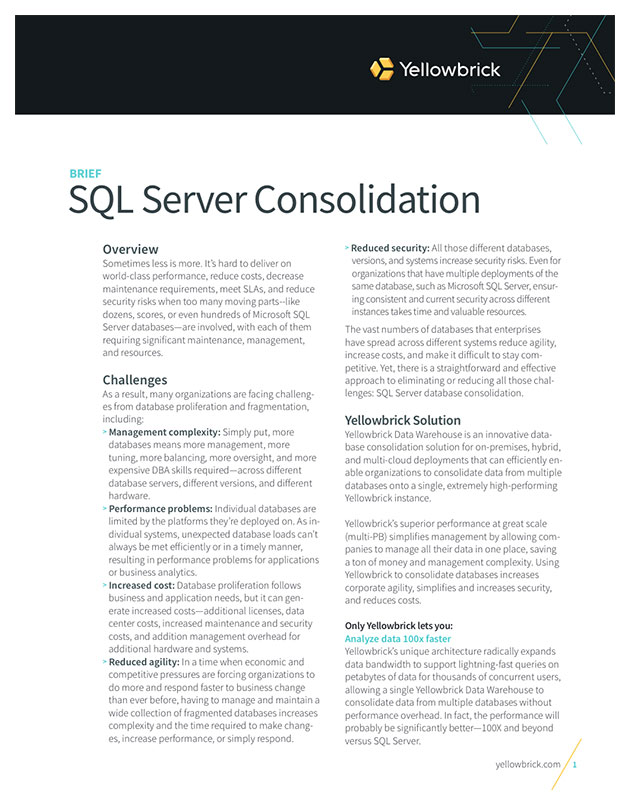 Yellowbrick
BRIEF
SQL Server Consolidation
Overview
Sometimes less is more. It's hard to deliver on
world-class performance, reduce costs, decrease
maintenance requirements, meet SLAs, and reduce
security risks when too many moving parts--like
dozens, scores, or even hundreds of Microsoft SQL
Server databases—are involved, with each of them
requiring significant maintenance, management,
and resources.
Challenges
As a result, many organizations are facing challeng-
es from database proliferation and fragmentation,
including:
> Management complexity: Simply put, more
databases means more management, more
tuning, more balancing, more oversight, and more
expensive DBA skills required—across different
database servers, different versions, and different
hardware.
> Performance problems: Individual databases are
limited by the platforms they're deployed on. As in-
dividual systems, unexpected database loads can't
always be met efficiently or in a timely manner,
resulting in performance problems for applications
or business analytics.
> Increased cost: Database proliferation follows
business and application needs, but it can gen-
erate increased costs—additional licenses, data
center costs, increased maintenance and security
costs, and addition management overhead for
additional hardware and systems.
> Reduced agility: In a time when economic and
competitive pressures are forcing organizations to
do more and respond faster to business change
than ever before, having to manage and maintain a
wide collection of fragmented databases increases
complexity and the time required to make chang-
es, increase performance, or simply respond.
> Reduced security: All those different databases,
versions, and systems increase security risks. Even for
organizations that have multiple deployments of the
same database, such as Microsoft SQL Server, ensur-
ing consistent and current security across different
instances takes time and valuable resources.
The vast numbers of databases that enterprises
have spread across different systems reduce agility,
increase costs, and make it difficult to stay com-
petitive. Yet, there is a straightforward and effective
approach to eliminating or reducing all those chal-
lenges: SQL Server database consolidation.
Yellowbrick Solution
Yellowbrick Data Warehouse is an innovative data-
base consolidation solution for on-premises, hybrid,
and multi-cloud deployments that can efficiently en-
able organizations to consolidate data from multiple
databases onto a single, extremely high-performing
Yellowbrick instance.
Yellowbrick's superior performance at great scale
(multi-PB) simplifies management by allowing com-
panies to manage all their data in one place, saving
a ton of money and management complexity. Using
Yellowbrick to consolidate databases increases
corporate agility, simplifies and increases security,
and reduces costs.
Only Yellowbrick lets you:
Analyze data 100x faster
Yellowbrick's unique architecture radically expands
data bandwidth to support lightning-fast queries on
petabytes of data for thousands of concurrent users,
allowing a single Yellowbrick Data Warehouse to
consolidate data from multiple databases without
performance overhead. In fact, the performance will
probably be significantly better—100X and beyond
versus SQL Server.
yellowbrick.com 1